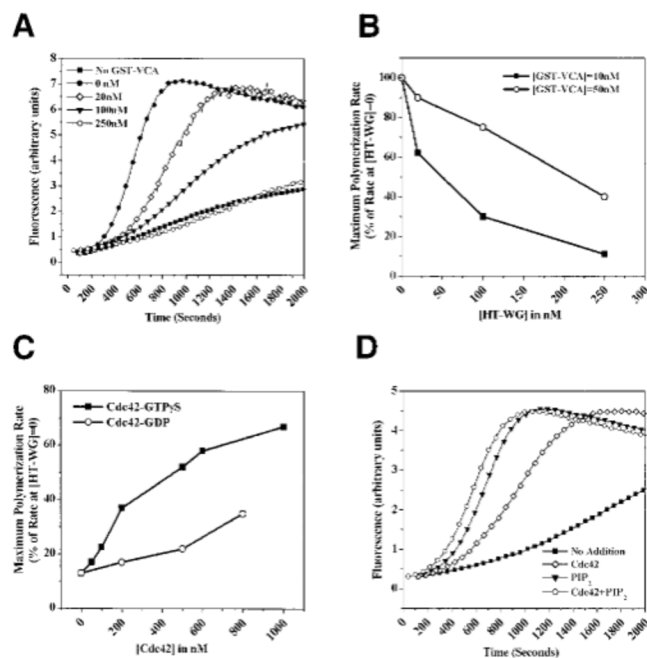 A
Fluorescence (arbitrary units)
8
7
6
5
4
3
2
1
0
No GST-VCA
0 nM
20nM
100nM
250nM
0
200
400
600
800
1000
1200
1400
1600
1800
2000
Time (Seconds)
B
Maximum Polymerization Rate
(% of Rate at [HT-WG]=0)
100
80
60
40
20
0
[GST-VCA]=10nM
[GST-VCA]=50nM
0
50
100
150
200
250
300
[HT-WG] in nM
C
Maximum Polymerization Rate
(% of Rate at [HT-WG]=0)
80
60
40
20
0
Cdc42-GTPγS
Cdc42-GDP
0
200
400
600
800
1000
[Cdc42] in nM
D
Fluorescence (arbitrary units)
5
4
3
2
1
0
No Addition
Cdc42
PIP2
Cdc42+PIP2
0
200
400
600
800
1000
1200
1400
1600
1800
2000
Time (Seconds)